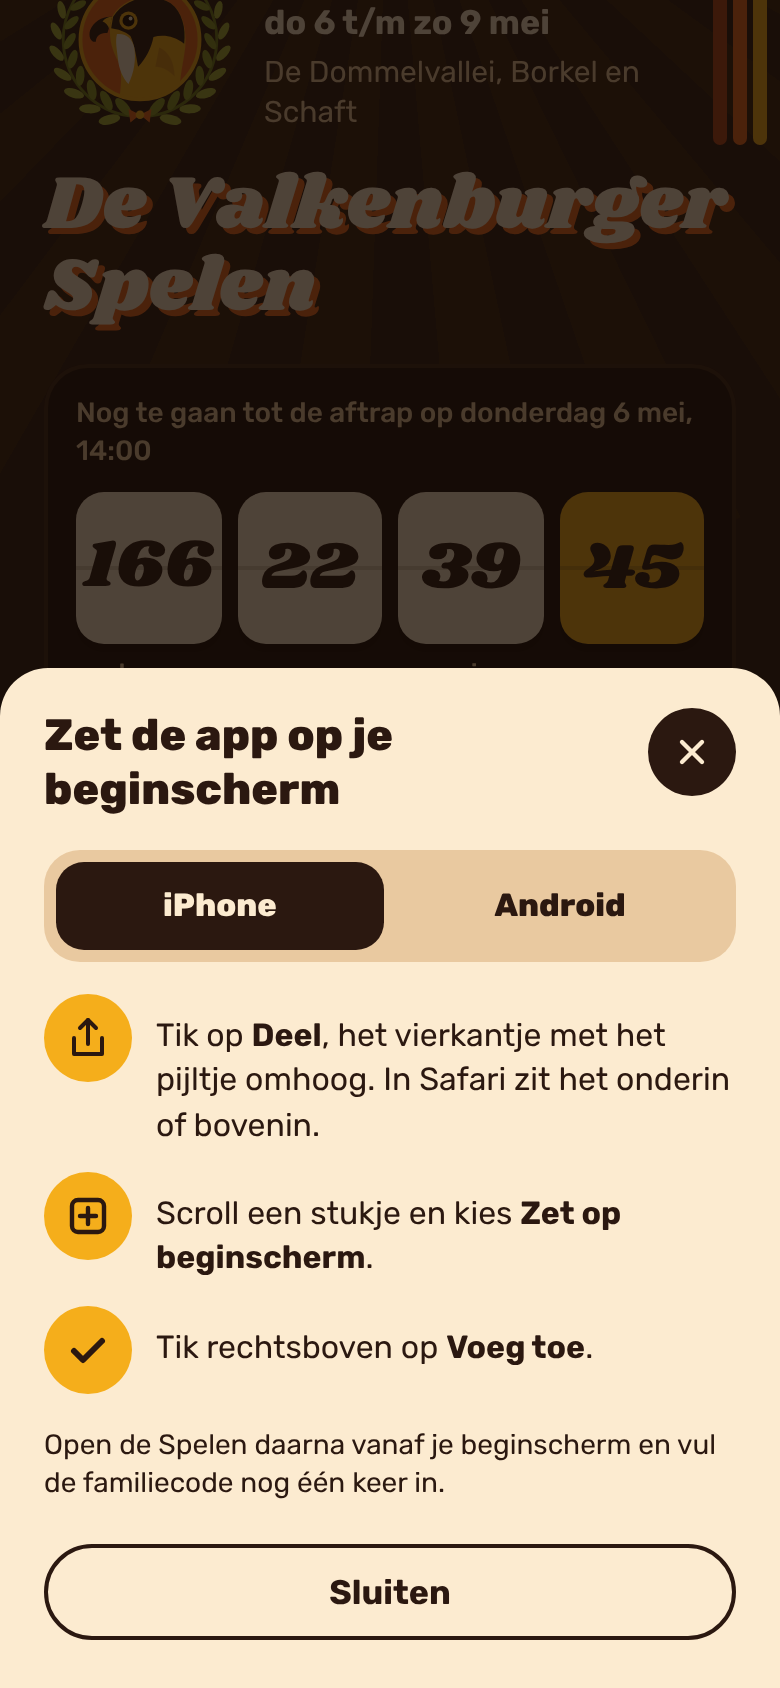 do 6 t/m zo 9 mei
De Dommelvallei, Borkel en
Schaft
De Valkenburger
Spelen
Nog te gaan tot de aftrap op donderdag 6 mei,
14:00
166 22 39 45
Zet de app op je
beginscherm
iPhone Android
Tik op Deel, het vierkantje met het
pijltje omhoog. In Safari zit het onderin
of bovenin.
Scroll een stukje en kies Zet op
beginscherm.
Tik rechtsboven op Voeg toe.
Open de Spelen daarna vanaf je beginscherm en vul
de familiecode nog één keer in.
Sluiten